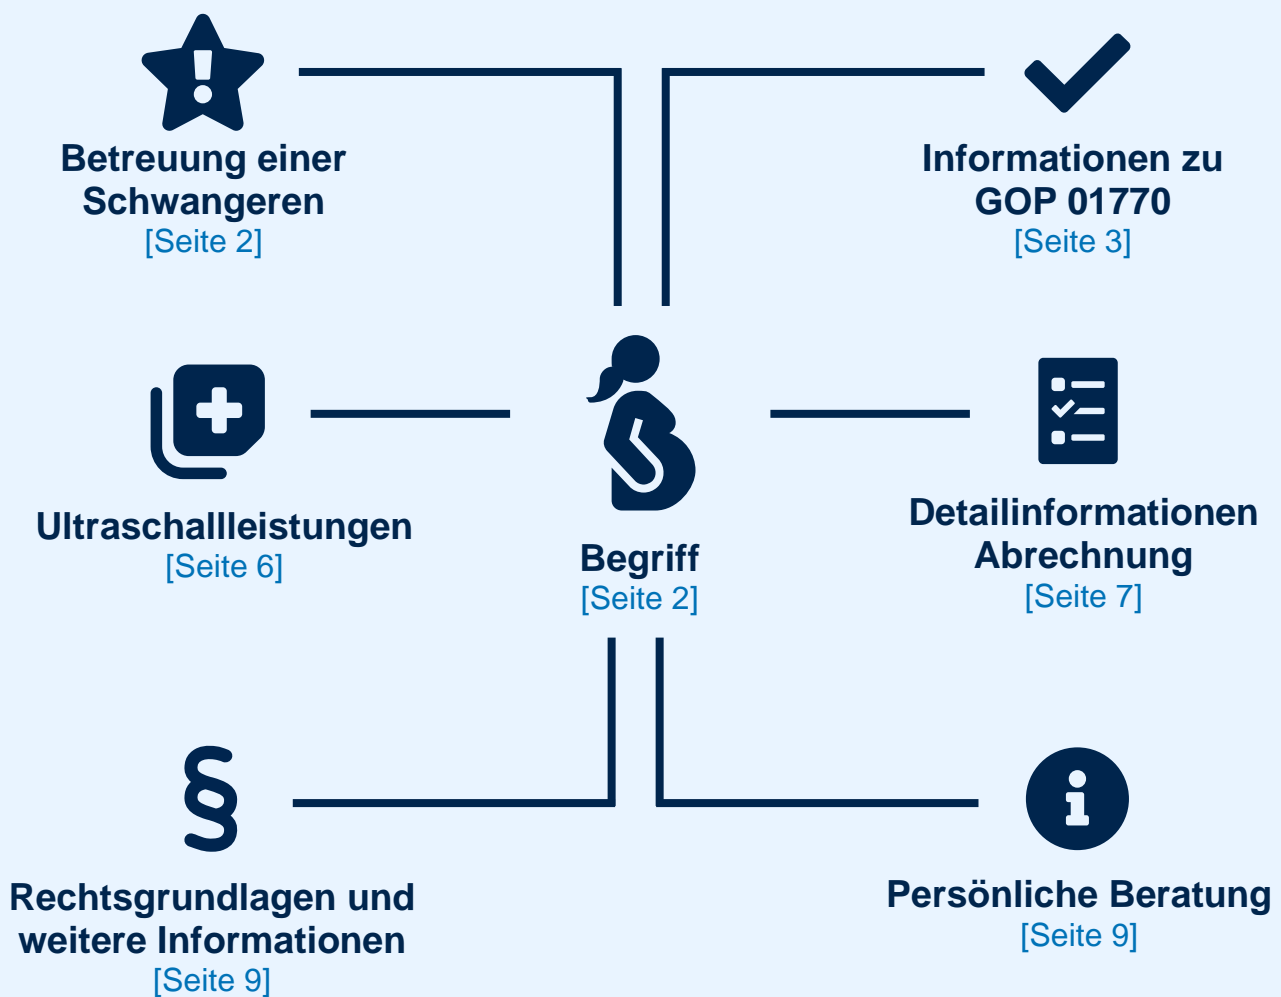 Betreuung einer
Schwangeren
[Seite 2]
Informationen zu
GOP 01770
[Seite 3]
Ultraschallleistungen
[Seite 6]
Begriff
[Seite 2]
Detailinformationen
Abrechnung
[Seite 7]
§
Rechtsgrundlagen und
weitere Informationen
[Seite 9]
Persönliche Beratung
[Seite 9]